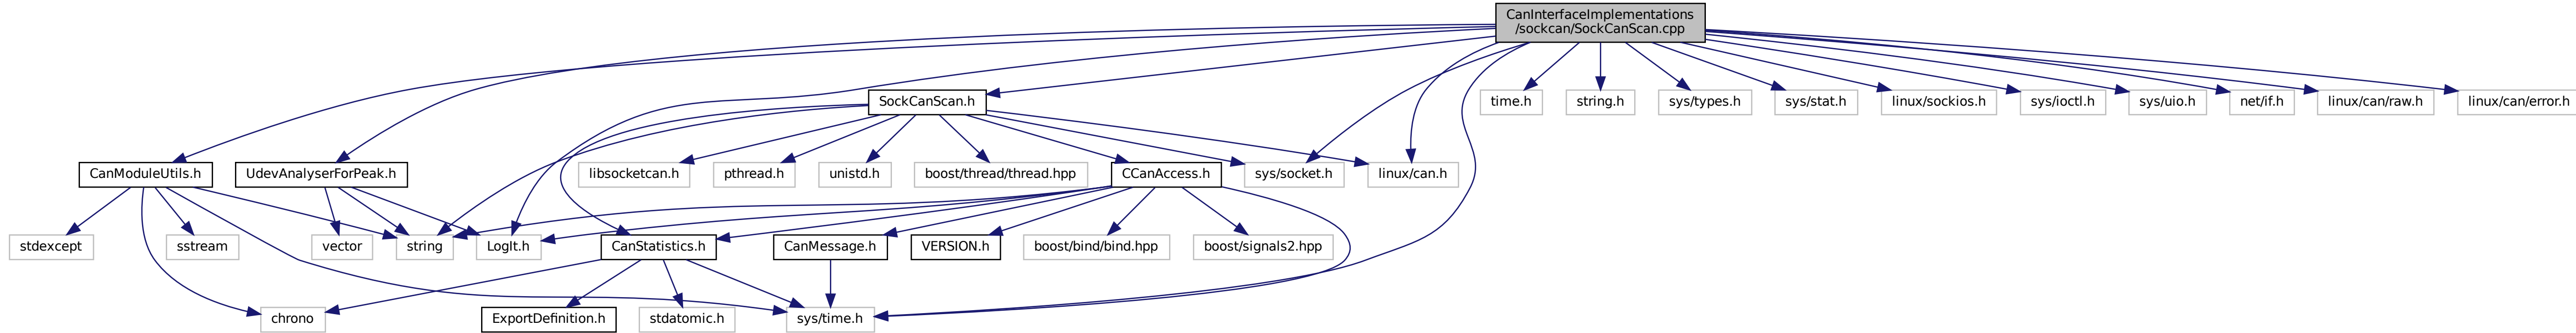 CanInterfaceImplementations
/sockcan/SockCanScan.cpp
SockCanScan.h
time.h
string.h
sys/types.h
sys/stat.h
linux/sockios.h
sys/ioctl.h
sys/uio.h
net/if.h
linux/can/raw.h
linux/can/error.h
CanModuleUtils.h
UdevAnalyserForPeak.h
libsocketcan.h
pthread.h
unistd.h
boost/thread/thread.hpp
CCanAccess.h
sys/socket.h
linux/can.h
stdexcept
sstream
vector
string
LogIt.h
CanStatistics.h
CanMessage.h
VERSION.h
boost/bind/bind.hpp
boost/signals2.hpp
chrono
ExportDefinition.h
stdatomic.h
sys/time.h